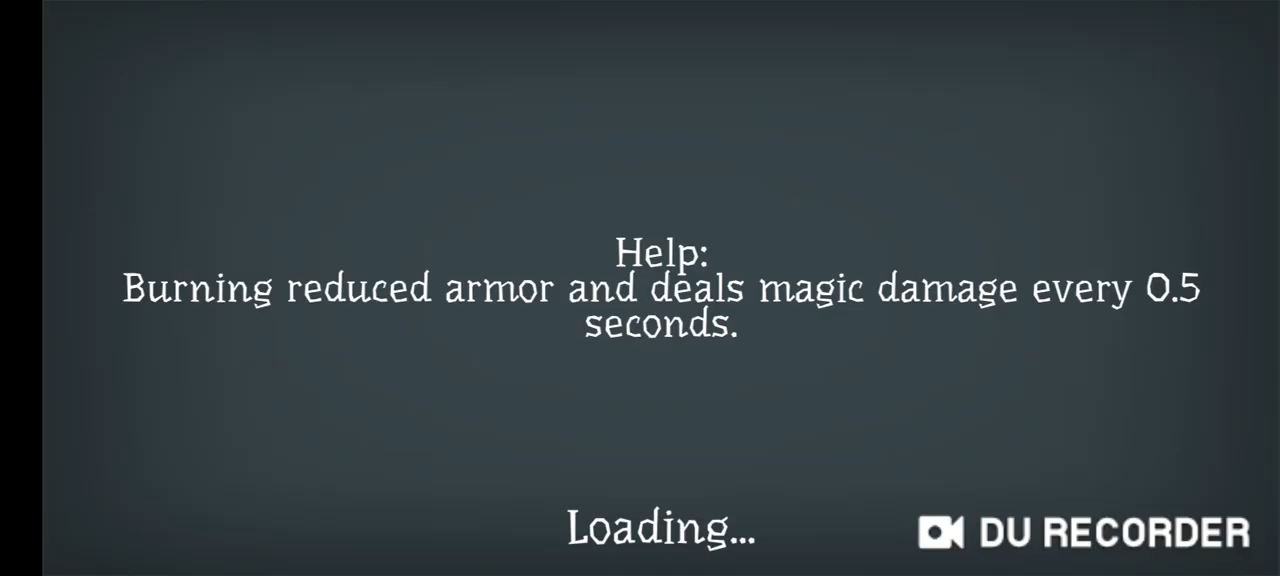 Help:
Burning reduced armor and deals magic damage every 0.5
seconds.
Loading...
DU RECORDER